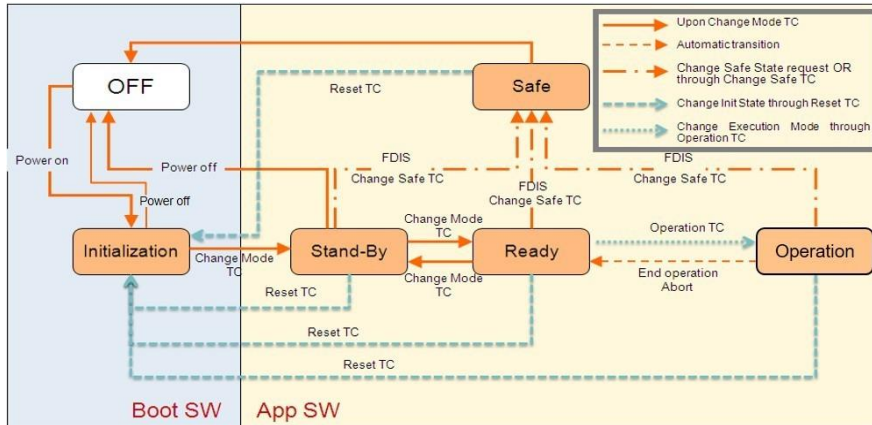 Upon Change Mode TC
Automatic transition
Change Safe State request OR
through Change Safe TC
Change Init State through Reset TC
Change Execution Mode through
Operation TC
OFF
Safe
Reset TC
Power on
Power off
FDIS
Change Safe TC
FDIS
Change Safe TC
FDIS
Change Safe TC
Power off
Initialization
Change Mode
TC
Stand-By
Change Mode
TC
Change Mode
TC
Ready
Operation TC
End operation
Abort
Operation
Reset TC
Reset TC
Reset TC
Boot SW
App SW